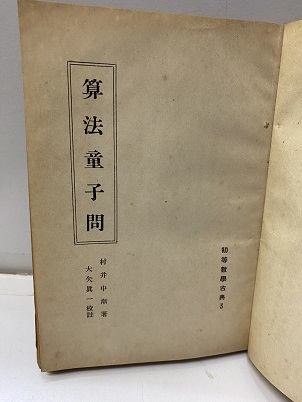 初等數學古典3
算法童子問
村井中漸著
大矢眞一校註